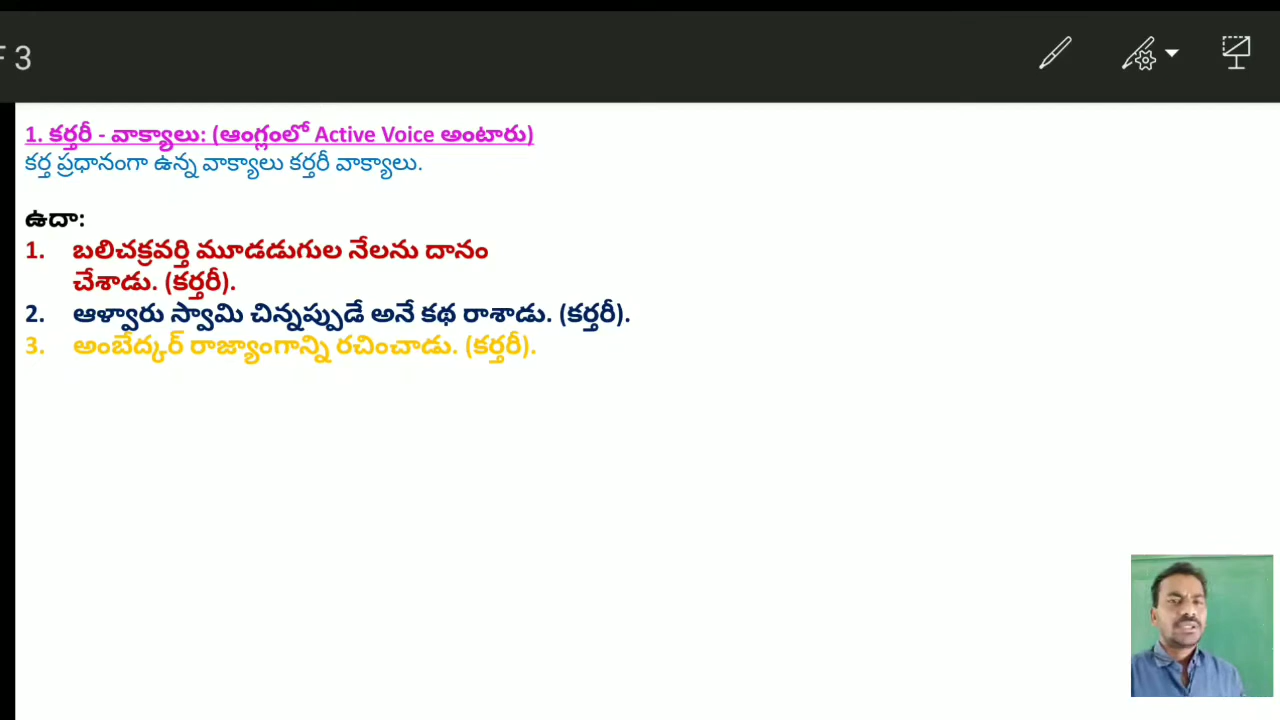 F 3
1. కర్తరీ - వాక్యాలు: (ఆంగ్లంలో Active Voice అంటారు)
కర్త ప్రధానంగా ఉన్న వాక్యాలు కర్తరీ వాక్యాలు.
ఉదా:
1. బలిచక్రవర్తి మూడడుగుల నేలను దానం
చేశాడు. (కర్తరీ).
2. ఆళ్వారు స్వామి చిన్నప్పుడే అనే కథ రాశాడు. (కర్తరీ).
3. అంబేద్కర్ రాజ్యాంగాన్ని రచించాడు. (కర్తరీ).